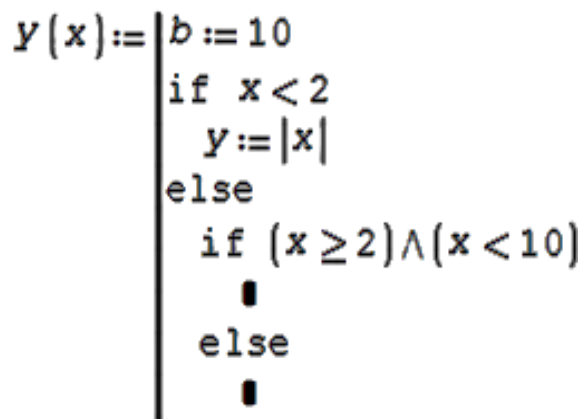 y(x):= b:=10
if x<2
y:=|x|
else
if (x≥2)∧(x<10)
▮
else
▮